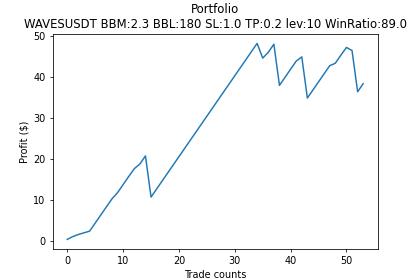 Portfolio
WAVESUSDT BBM:2.3 BBL:180 SL:1.0 TP:0.2 lev:10 WinRatio:89.0
50
40
30
20
10
0
Profit ($)
0 10 20 30 40 50
Trade counts